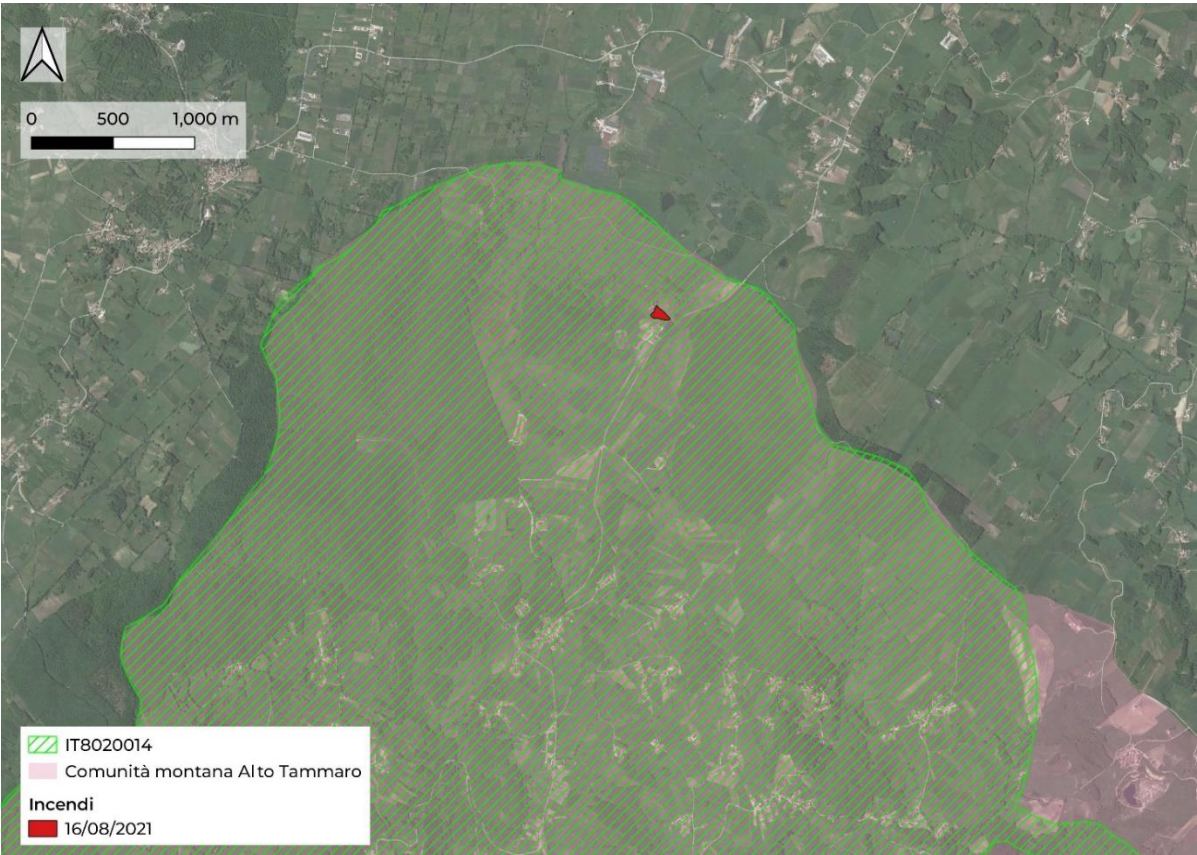 0 500 1,000 m
IT8020014
Comunità montana Alto Tammaro
Incendi
16/08/2021